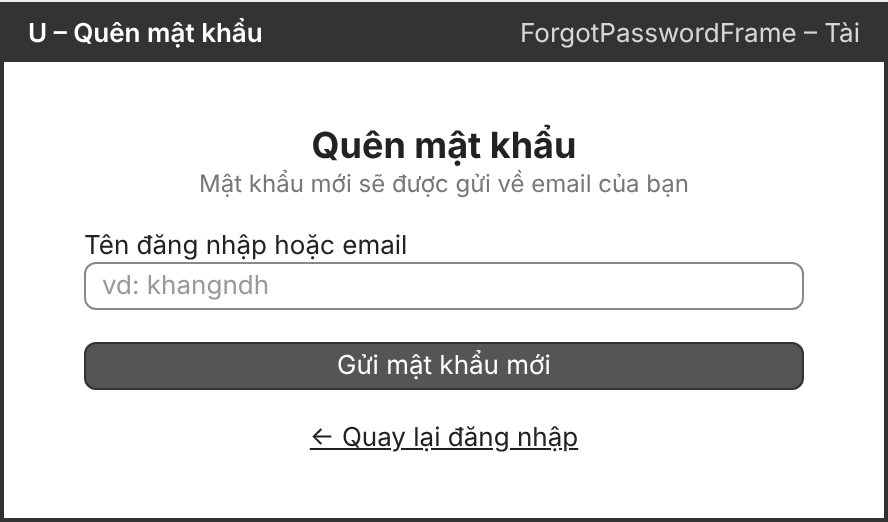 U – Quên mật khẩu
ForgotPasswordFrame – Tài
Quên mật khẩu
Mật khẩu mới sẽ được gửi về email của bạn
Tên đăng nhập hoặc email
vd: khangndh
Gửi mật khẩu mới
← Quay lại đăng nhập